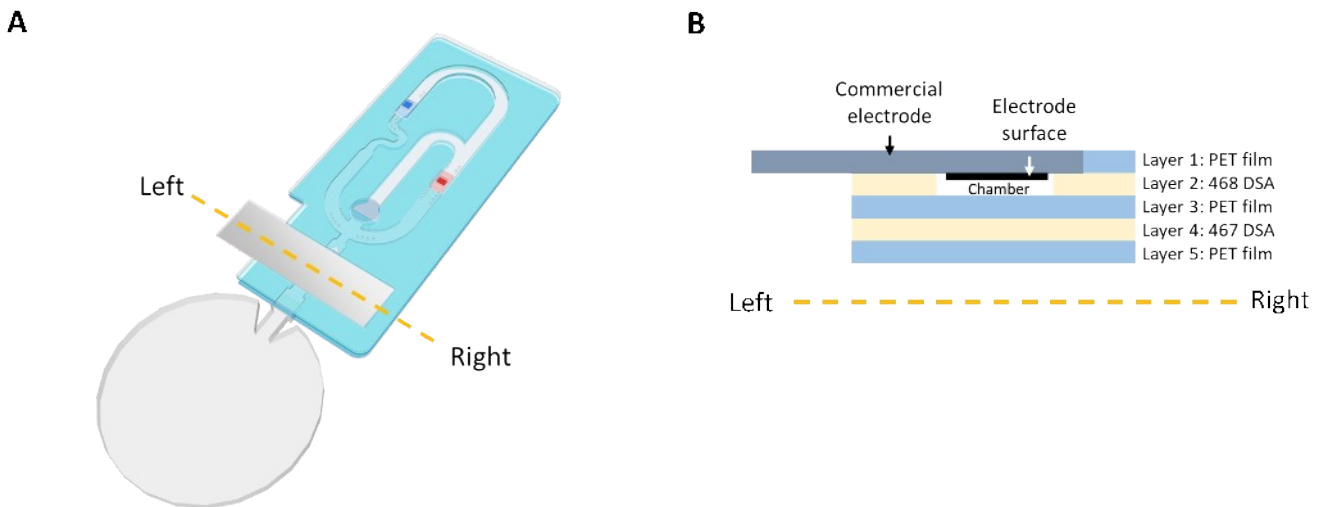 A
Left
Right
B
Commercial
electrode
Electrode
surface
Chamber
Layer 1: PET film
Layer 2: 468 DSA
Layer 3: PET film
Layer 4: 467 DSA
Layer 5: PET film
Left
Right